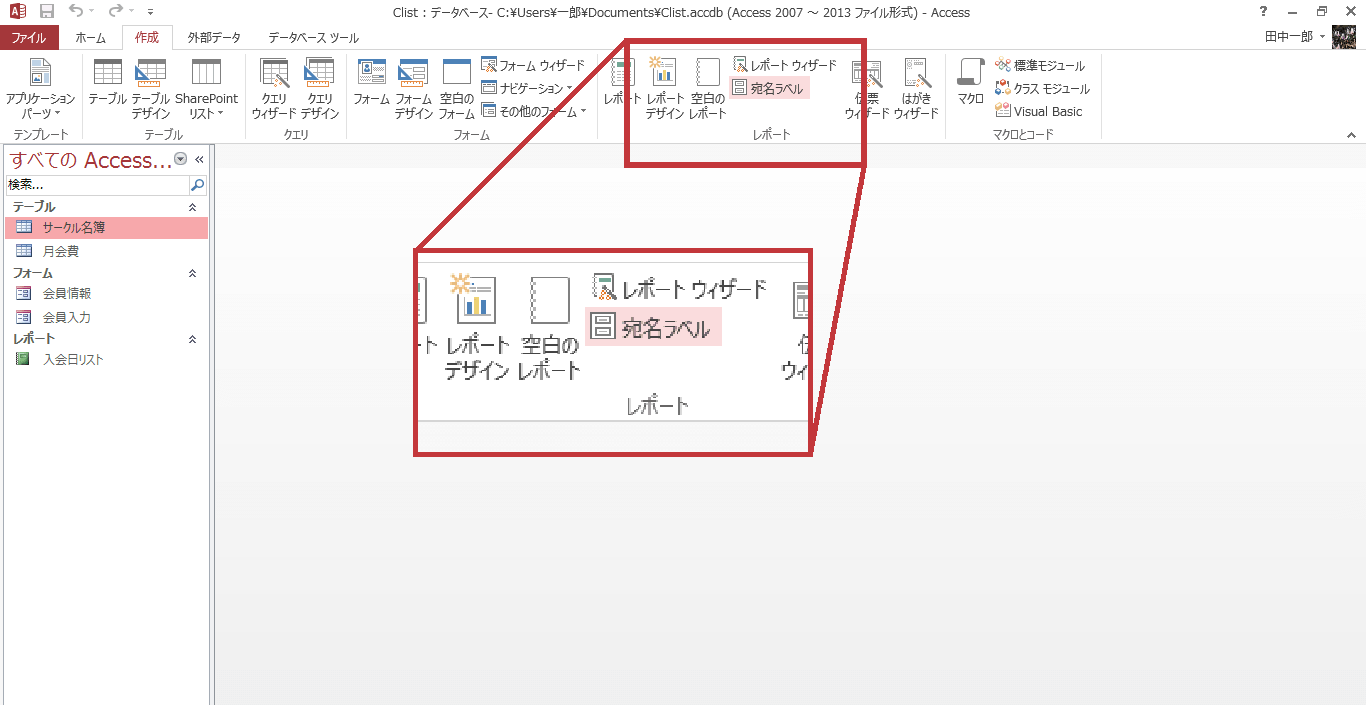 Clist : データベース- C:¥Users¥一郎¥Documents¥Clist.accdb (Access 2007 ～ 2013 ファイル形式) - Access
?
ファイル ホーム 作成 外部データ データベース ツール
田中一郎
アプリケーション
パーツ
テンプレート
テーブル
テーブル
デザイン
SharePoint
リスト
テーブル
クエリ
ウィザード
クエリ
デザイン
クエリ
フォーム
フォーム
デザイン
空白の
フォーム
フォーム ウィザード
ナビゲーション
その他のフォーム
フォーム
レポート
レポート
デザイン
空白の
レポート
レポート ウィザード
宛名ラベル
伝票
ウィザード
はがき
ウィザード
レポート
マクロ
標準モジュール
クラス モジュール
Visual Basic
マクロとコード
すべての Access...
検索...
テーブル
サークル名簿
月会費
フォーム
会員情報
会員入力
レポート
入会日リスト
レポート
デザイン
空白の
レポート
レポート ウィザード
宛名ラベル
レポート